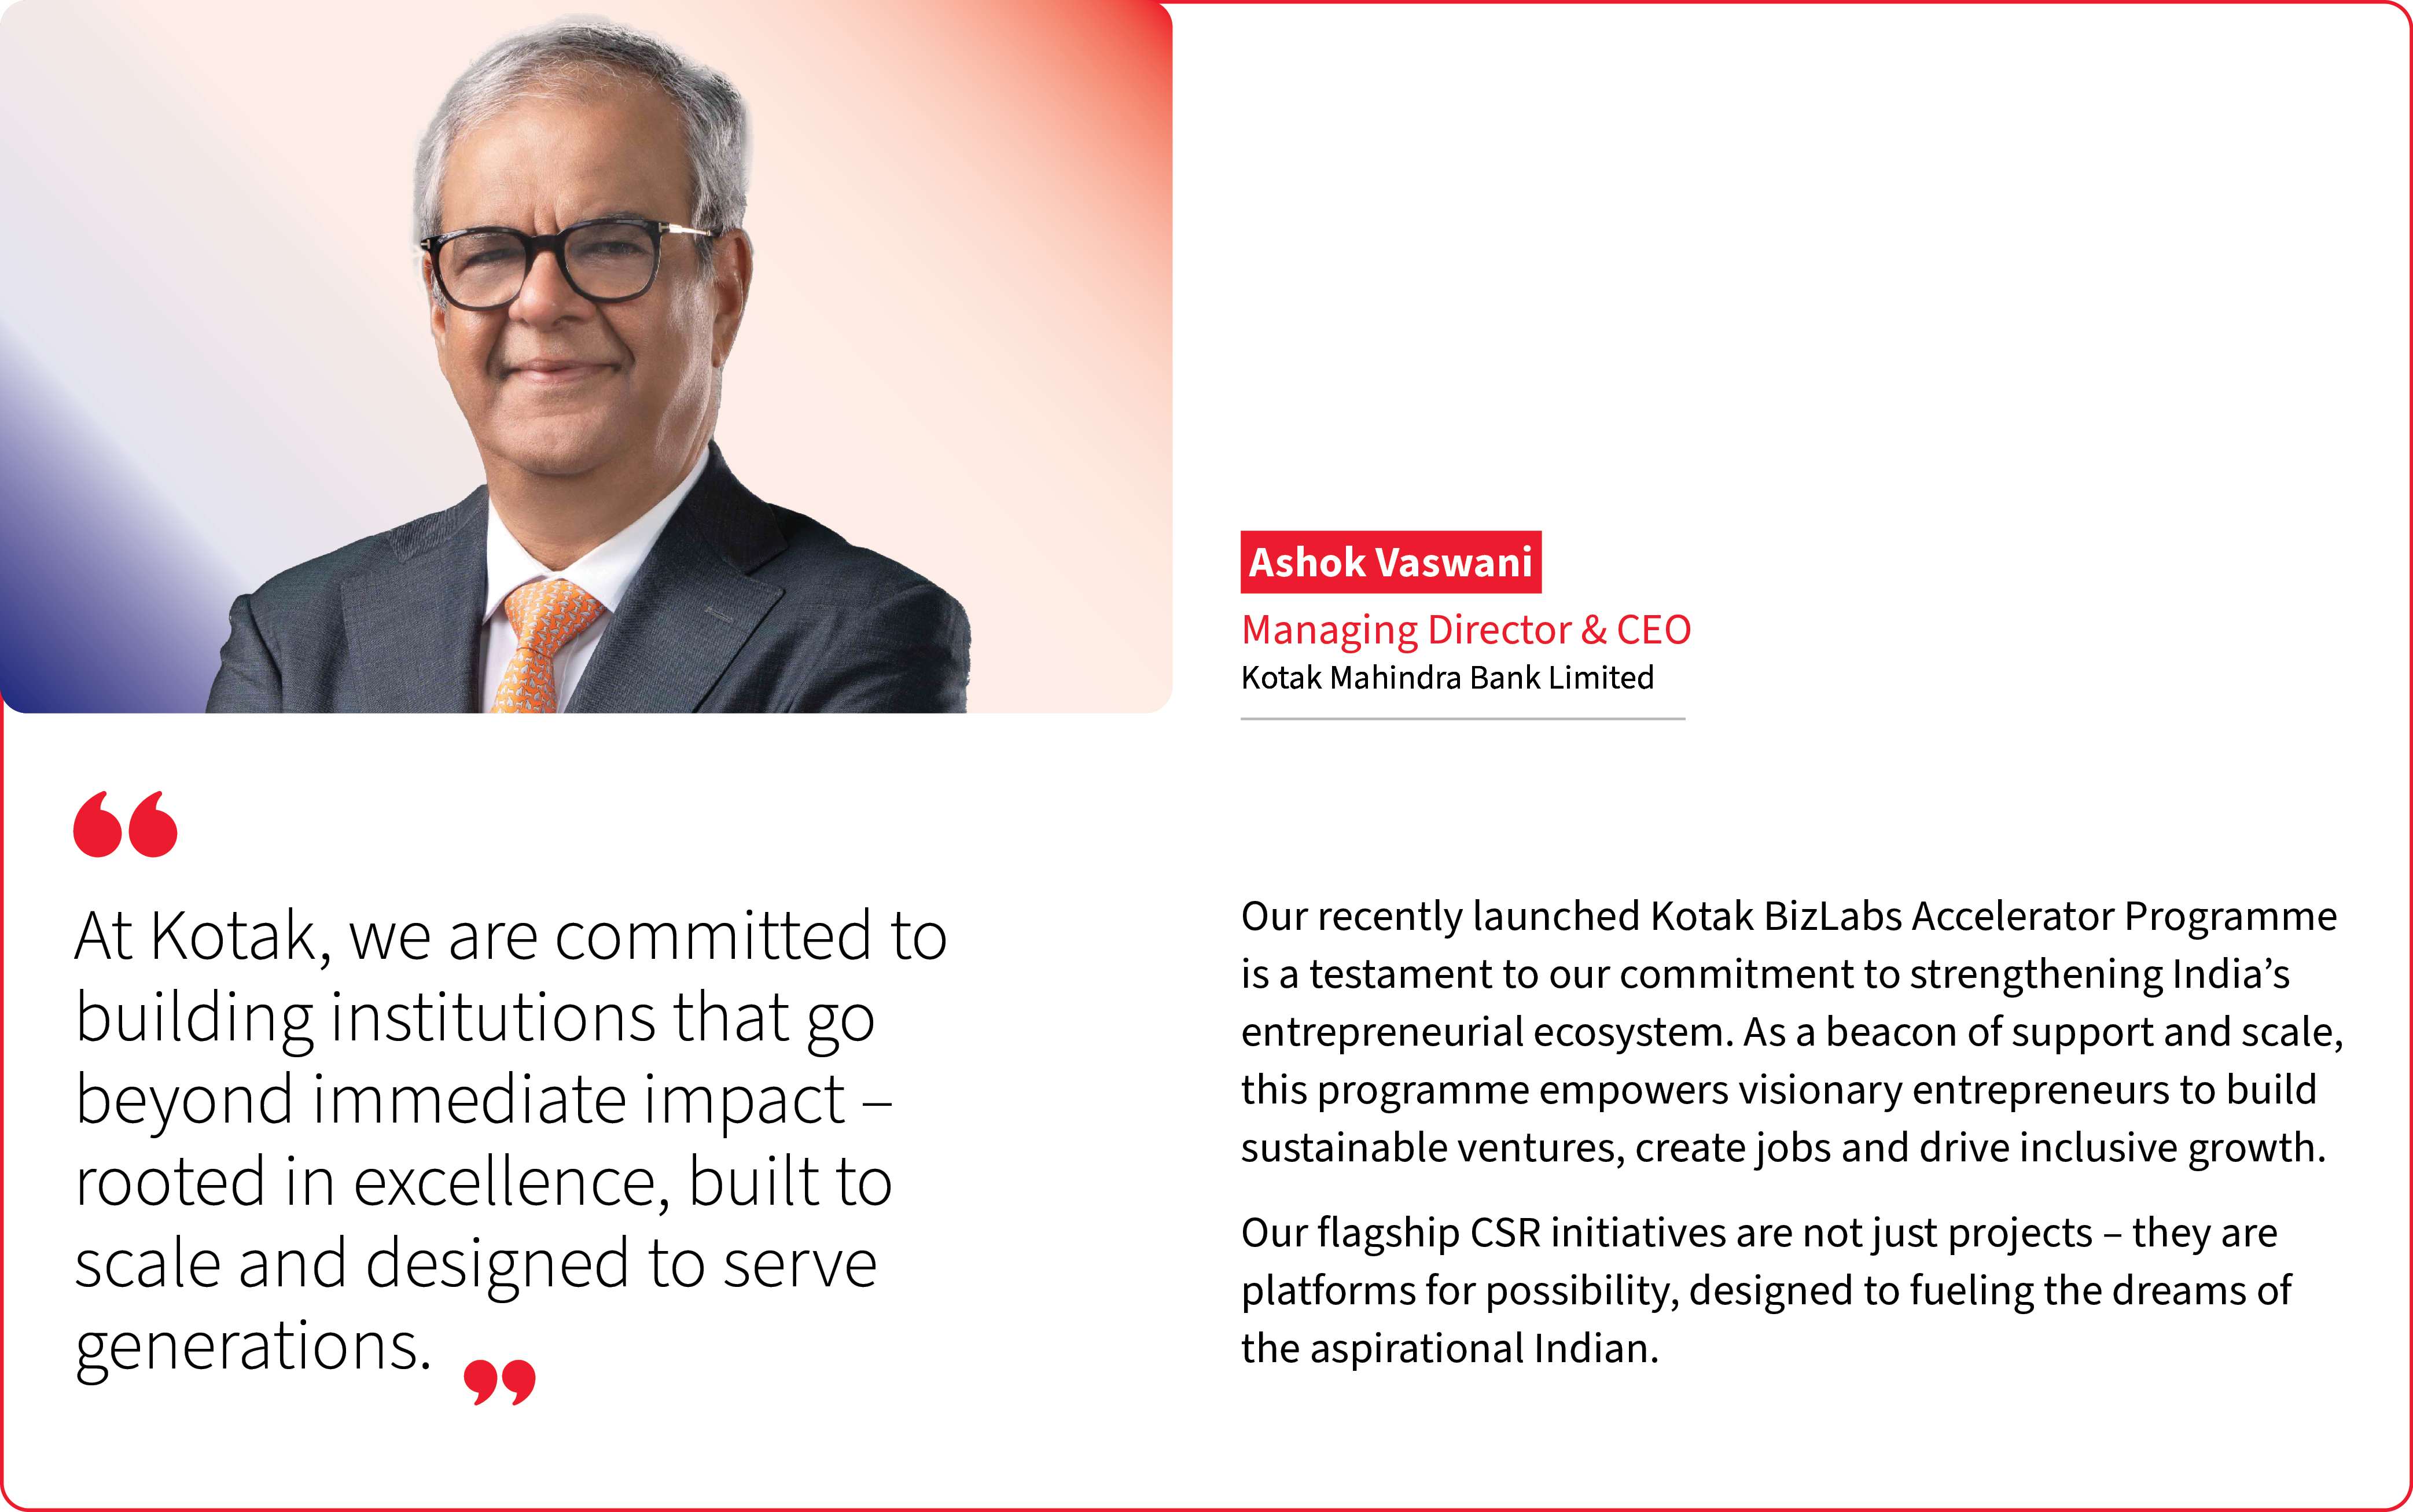 Ashok Vaswani
Managing Director & CEO
Kotak Mahindra Bank Limited
“
At Kotak, we are committed to
building institutions that go
beyond immediate impact –
rooted in excellence, built to
scale and designed to serve
generations. ”
Our recently launched Kotak BizLabs Accelerator Programme
is a testament to our commitment to strengthening India’s
entrepreneurial ecosystem. As a beacon of support and scale,
this programme empowers visionary entrepreneurs to build
sustainable ventures, create jobs and drive inclusive growth.
Our flagship CSR initiatives are not just projects – they are
platforms for possibility, designed to fueling the dreams of
the aspirational Indian.